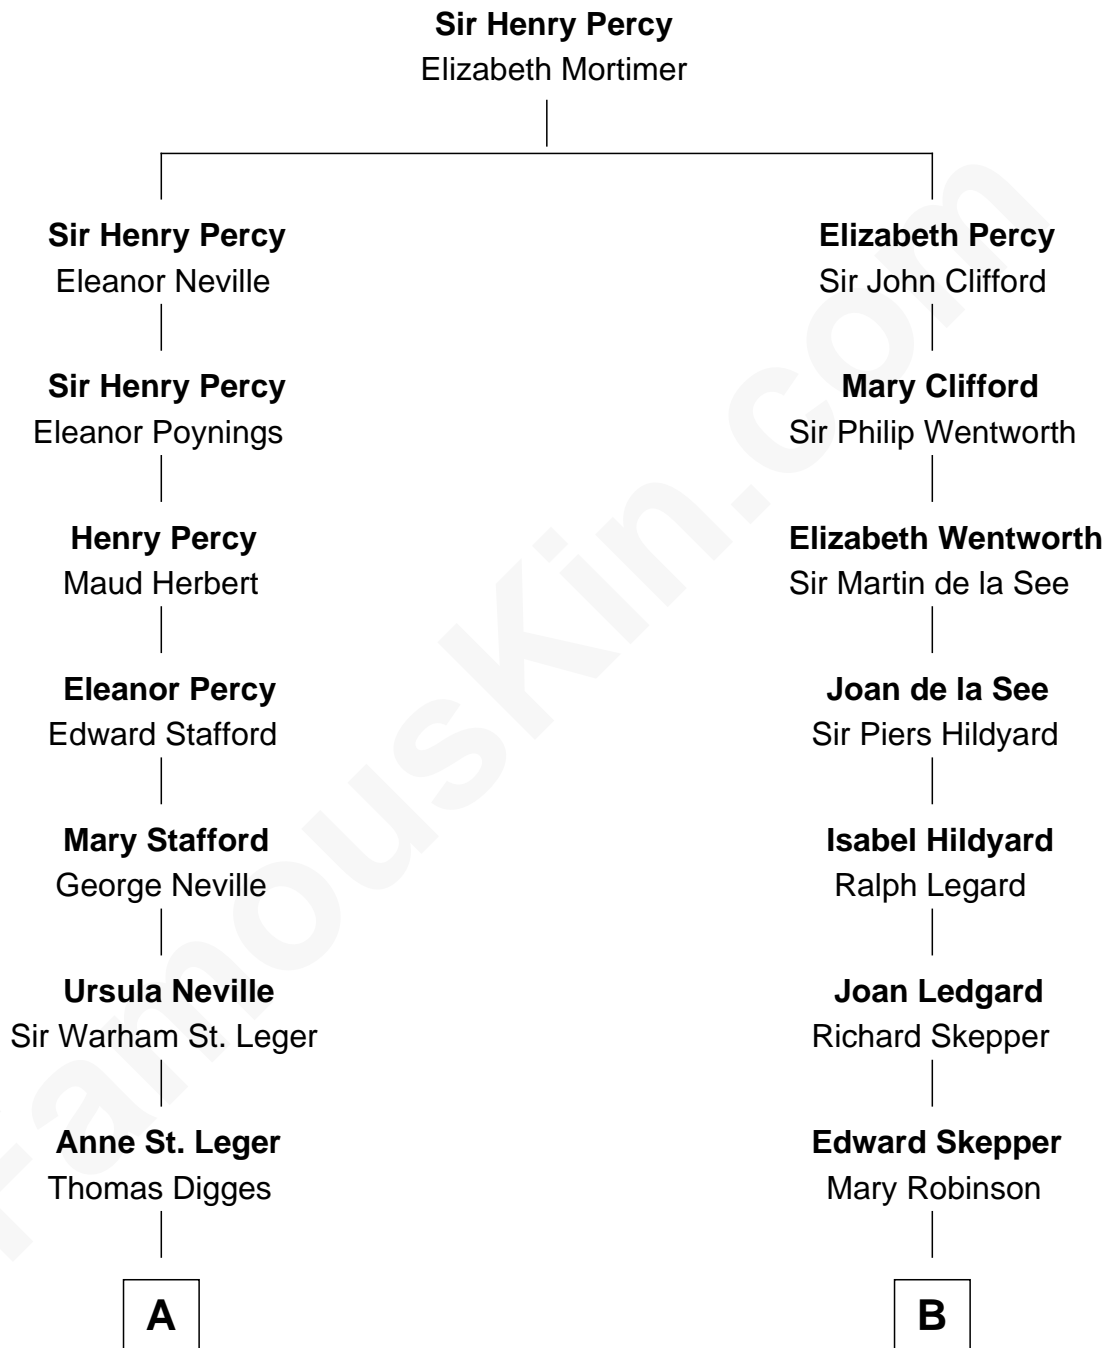 Sir Henry Percy
Elizabeth Mortimer
Sir Henry Percy
Eleanor Neville
Sir Henry Percy
Eleanor Poynings
Henry Percy
Maud Herbert
Eleanor Percy
Edward Stafford
Mary Stafford
George Neville
Ursula Neville
Sir Warham St. Leger
Anne St. Leger
Thomas Digges
A
Elizabeth Percy
Sir John Clifford
Mary Clifford
Sir Philip Wentworth
Elizabeth Wentworth
Sir Martin de la See
Joan de la See
Sir Piers Hildyard
Isabel Hildyard
Ralph Legard
Joan Ledgard
Richard Skepper
Edward Skepper
Mary Robinson
B
FamousKin.com